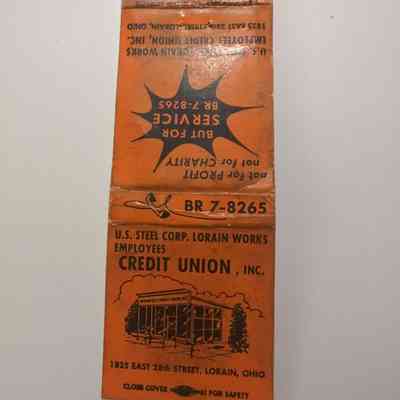 not for PROFIT
not for CHARITY
BUT FOR
SERVICE
BR 7-8265
U.S. STEEL CORP. LORAIN WORKS
EMPLOYEES CREDIT UNION, INC.
1825 EAST 28th STREET, LORAIN, OHIO
BR 7-8265
U.S. STEEL CORP. LORAIN WORKS
EMPLOYEES
CREDIT UNION, INC.
1825 EAST 28th STREET, LORAIN, OHIO
CLOSE COVER FOR SAFETY